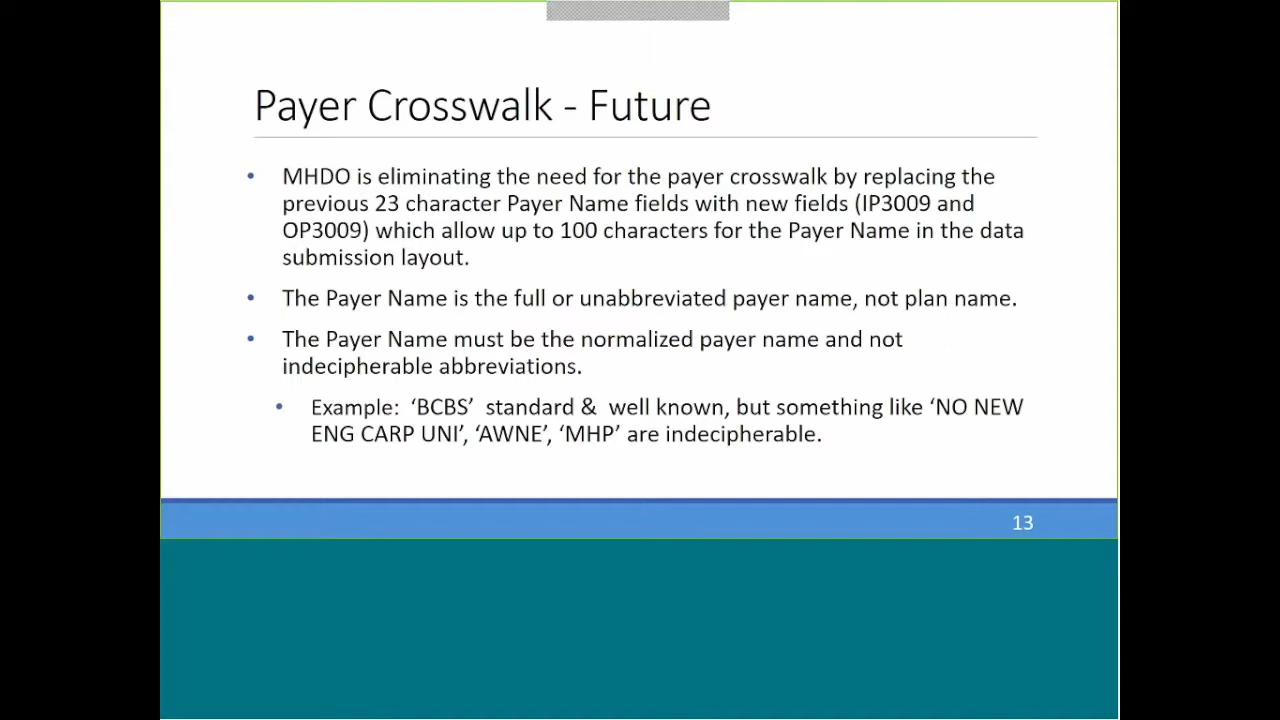 Payer Crosswalk - Future
• MHDO is eliminating the need for the payer crosswalk by replacing the
previous 23 character Payer Name fields with new fields (IP3009 and
OP3009) which allow up to 100 characters for the Payer Name in the data
submission layout.
• The Payer Name is the full or unabbreviated payer name, not plan name.
• The Payer Name must be the normalized payer name and not
indecipherable abbreviations.
• Example:  ‘BCBS’  standard &  well known, but something like ‘NO NEW
ENG CARP UNI’, ‘AWNE’, ‘MHP’ are indecipherable.
13